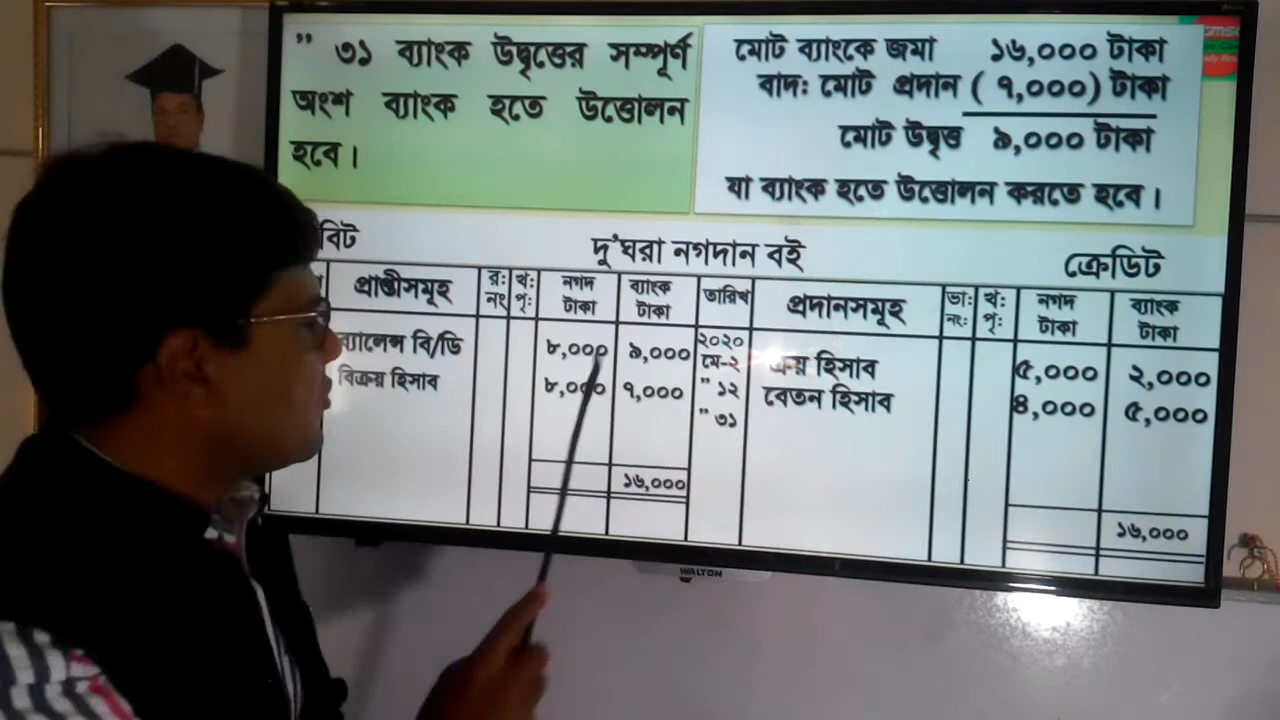 ” ৩১ ব্যাংক উদ্বৃত্তের সম্পূর্ণ
অংশ ব্যাংক হতে উত্তোলন
হবে।
মোট ব্যাংকে জমা ১৬,০০০ টাকা
বাদ: মোট প্রদান ( ৭,০০০) টাকা
মোট উদ্বৃত্ত ৯,০০০ টাকা
যা ব্যাংক হতে উত্তোলন করতে হবে।
বিট দু'ঘরা নগদান বই ক্রেডিট
প্রাপ্তীসমূহ র: নং খ: পৃ: নগদ টাকা ব্যাংক টাকা তারিখ প্রদানসমূহ ভা: নং: খ: পৃ: নগদ টাকা ব্যাংক টাকা
ব্যালেন্স বি/ডি ৮,০০০ ৯,০০০ ২০২০ মে-২ ক্রয় হিসাব ৫,০০০ ২,০০০
বিক্রয় হিসাব ৮,০০০ ৭,০০০ ” ১২ বেতন হিসাব ৪,০০০ ৫,০০০
” ৩১
১৬,০০০ ১৬,০০০
WALTON